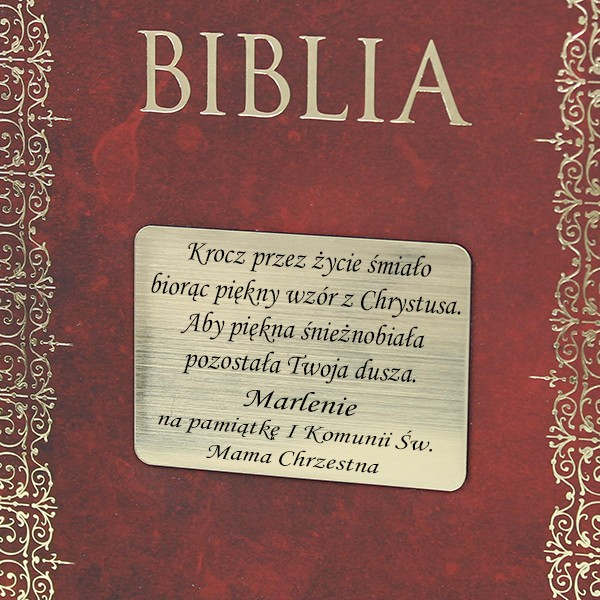 BIBLIA
Krocz przez życie śmiało
biorąc piękny wzór z Chrystusa.
Aby piękna śnieżnobiała
pozostała Twoja dusza.
Marlenie
na pamiątkę I Komunii Św.
Mama Chrzestna